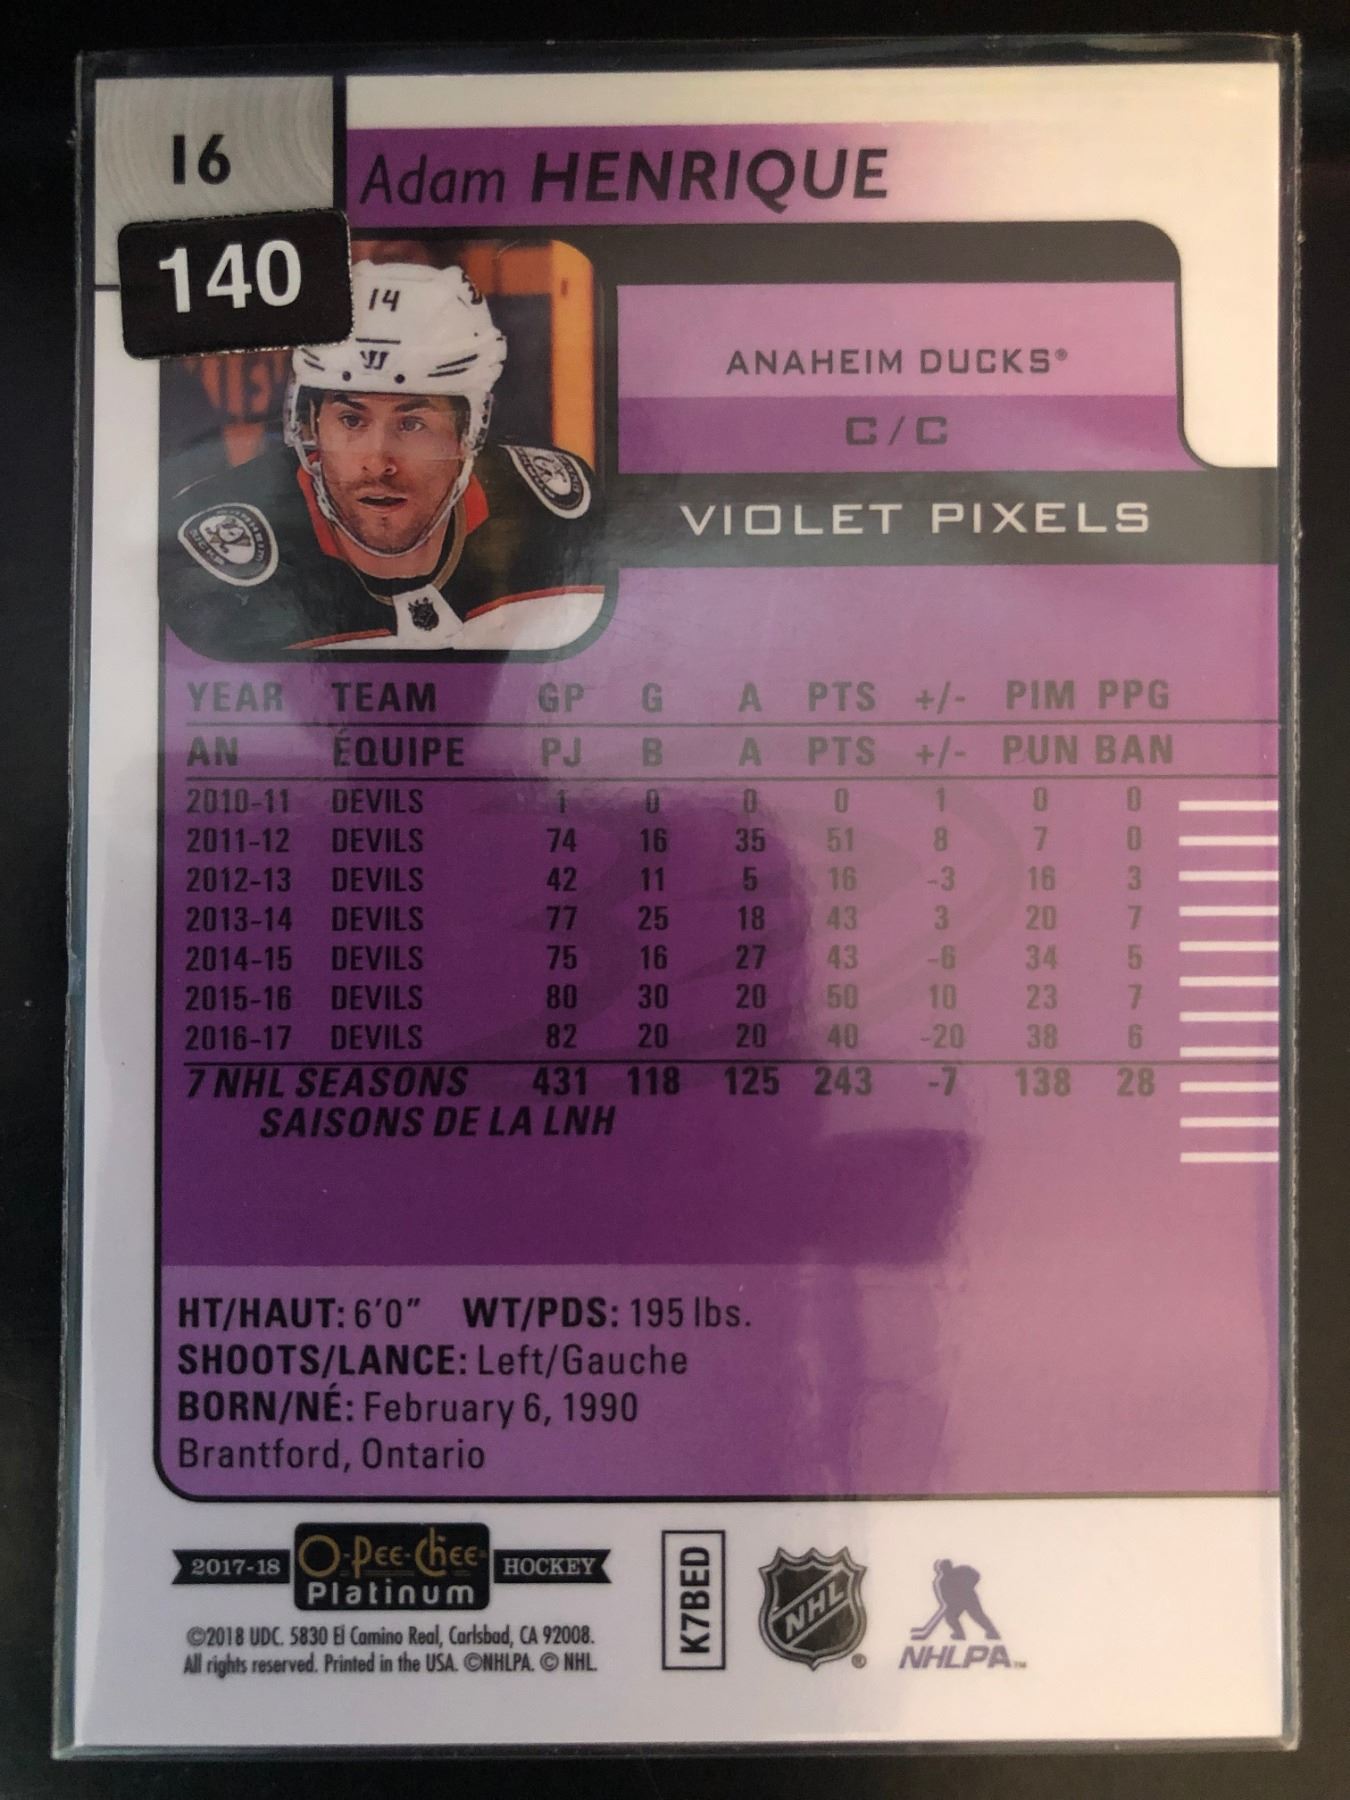 16
Adam HENRIQUE
140
14
ANAHEIM DUCKS®
C/C
VIOLET PIXELS
YEAR TEAM GP G A PTS +/- PIM PPG
AN ÉQUIPE PJ B A PTS +/- PUN BAN
2010-11 DEVILS 1 0 0 0 1 0 0
2011-12 DEVILS 74 16 35 51 8 7 0
2012-13 DEVILS 42 11 5 16 -3 16 3
2013-14 DEVILS 77 25 18 43 3 20 7
2014-15 DEVILS 75 16 27 43 -6 34 5
2015-16 DEVILS 80 30 20 50 10 23 7
2016-17 DEVILS 82 20 20 40 -20 38 6
7 NHL SEASONS 431 118 125 243 -7 138 28
SAISONS DE LA LNH
HT/HAUT: 6'0" WT/PDS: 195 lbs.
SHOOTS/LANCE: Left/Gauche
BORN/NÉ: February 6, 1990
Brantford, Ontario
2017-18 O-Pee-Chee Platinum HOCKEY
©2018 UDC. 5830 El Camino Real, Carlsbad, CA 92008.
All rights reserved. Printed in the USA. ©NHLPA. © NHL.
K7BED
NHL®
NHLPA™